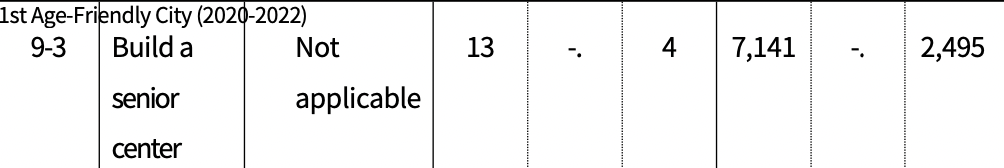 1st Age-Friendly City (2020-2022)
9-3 Build a Not 13 -. 4 7,141 -. 2,495
senior applicable
center